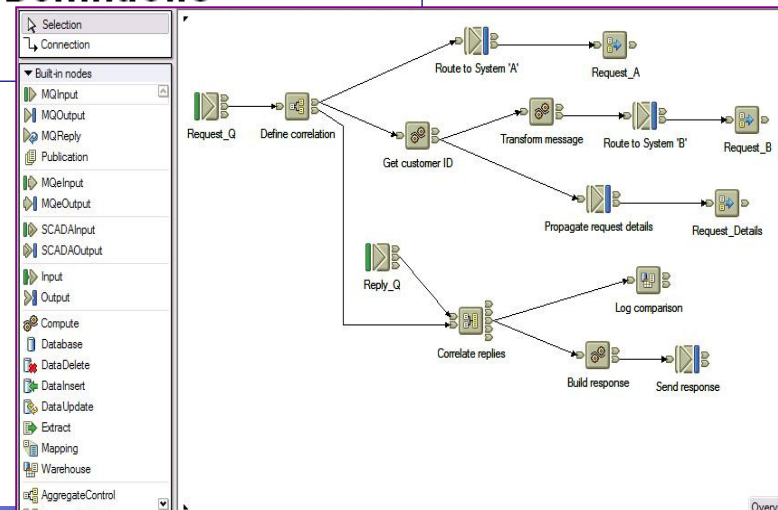 Selection
Connection
Built-in nodes
MQInput
MQOutput
MQReply
Publication
MQeInput
MQeOutput
SCADAInput
SCADAOutput
Input
Output
Compute
Database
DataDelete
DataInsert
DataUpdate
Extract
Mapping
Warehouse
AggregateControl
Route to System 'A'
Request_A
Request_Q
Define correlation
Get customer ID
Transform message
Route to System 'B'
Request_B
Propagate request details
Request_Details
Reply_Q
Correlate replies
Log comparison
Build response
Send response